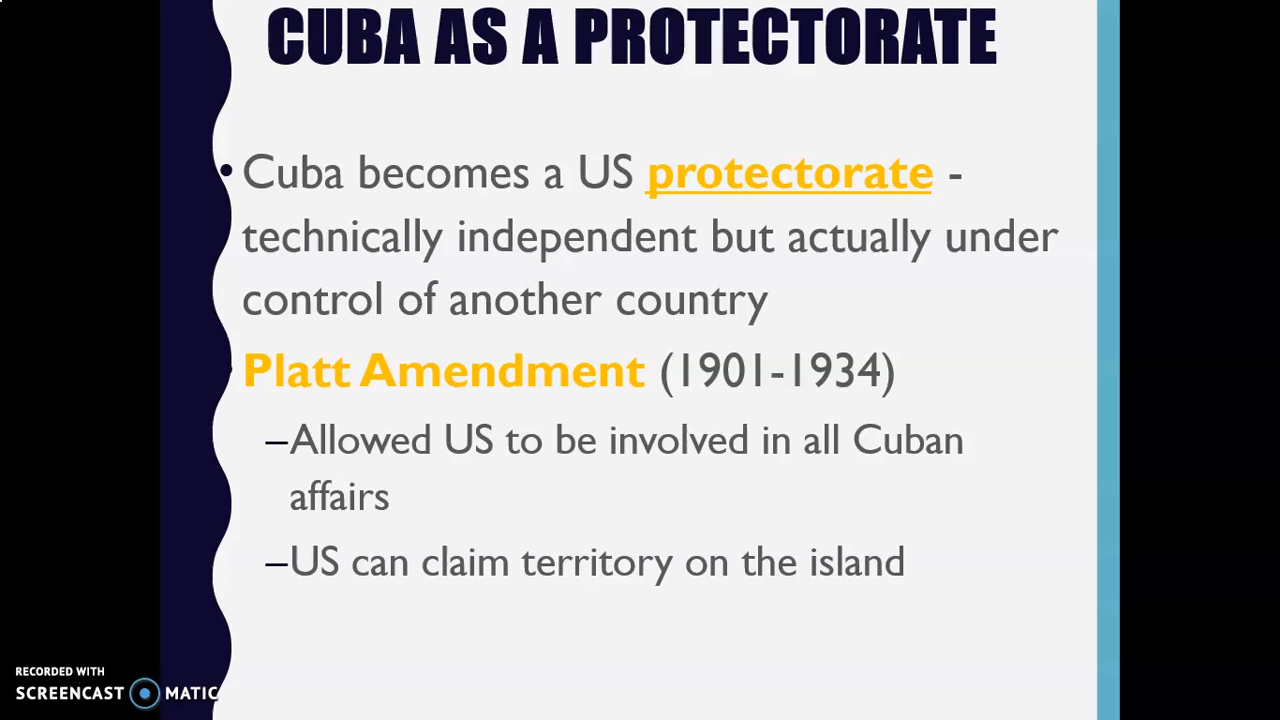 CUBA AS A PROTECTORATE
• Cuba becomes a US protectorate -
technically independent but actually under
control of another country
• Platt Amendment (1901-1934)
–Allowed US to be involved in all Cuban
affairs
–US can claim territory on the island
RECORDED WITH
SCREENCAST MATIC